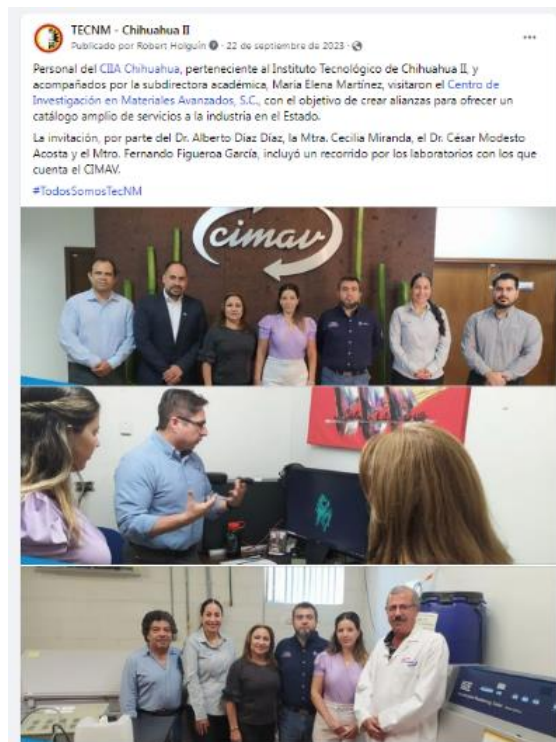 TECNM - Chihuahua II
Publicado por Robert Holguín · 22 de septiembre de 2023 ·
Personal del CIIA Chihuahua, perteneciente al Instituto Tecnológico de Chihuahua II, y
acompañados por la subdirectora académica, María Elena Martínez, visitaron el Centro de
Investigación en Materiales Avanzados, S.C., con el objetivo de crear alianzas para ofrecer un
catálogo amplio de servicios a la industria en el Estado.
La invitación, por parte del Dr. Alberto Díaz Díaz, la Mtra. Cecilia Miranda, el Dr. César Modesto
Acosta y el Mtro. Fernando Figueroa García, incluyó un recorrido por los laboratorios con los que
cuenta el CIMAV.
#TodosSomosTecNM
cimav